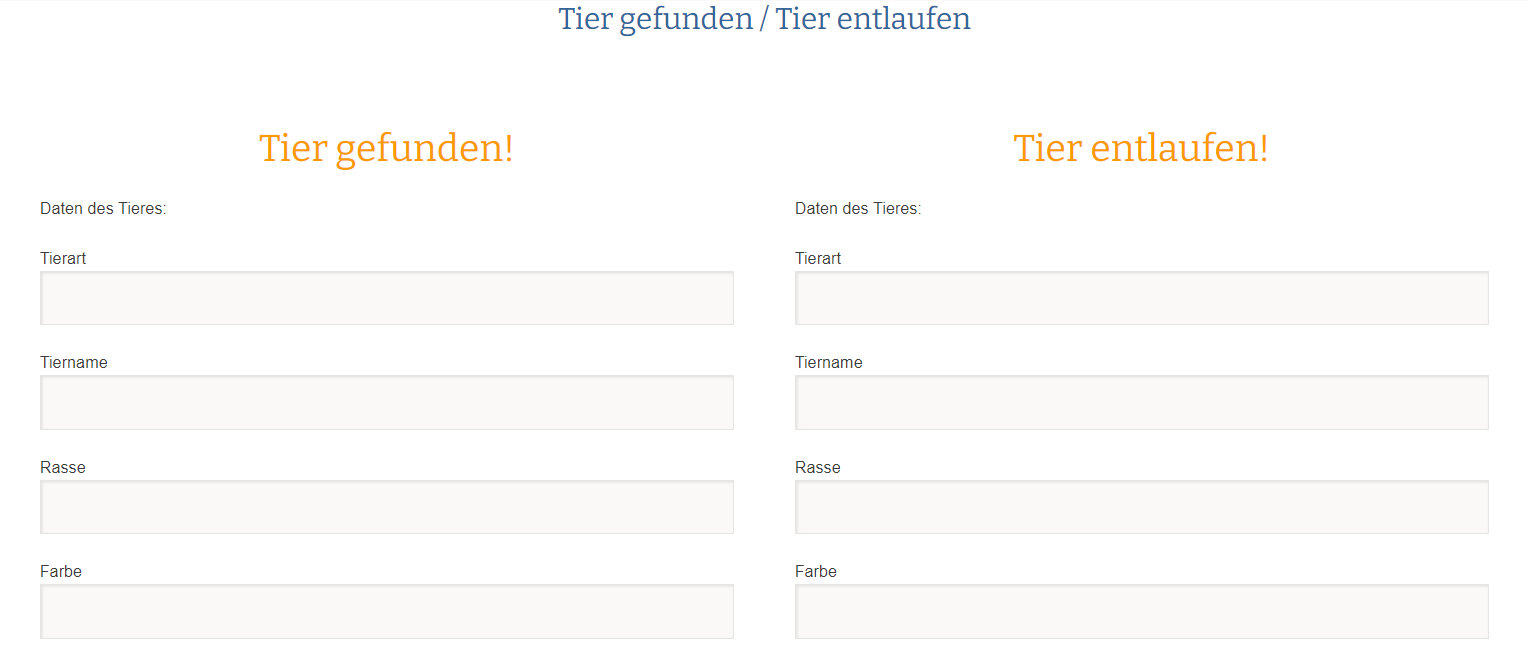 Tier gefunden / Tier entlaufen
Tier gefunden!
Daten des Tieres:
Tierart
Tiername
Rasse
Farbe
Tier entlaufen!
Daten des Tieres:
Tierart
Tiername
Rasse
Farbe